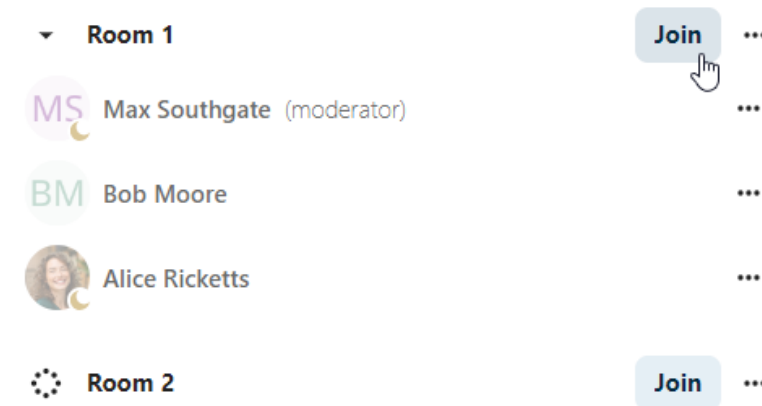 Room 1 Join
MS Max Southgate (moderator)
BM Bob Moore
Alice Ricketts
Room 2 Join